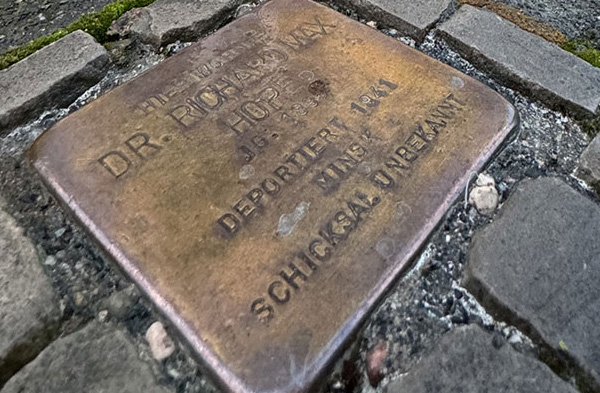 HIER WOHNTE
DR. RICHARD MAX
JG.
DEPORTIERT 1941
MINSK
SCHICKSAL UNBEKANNT